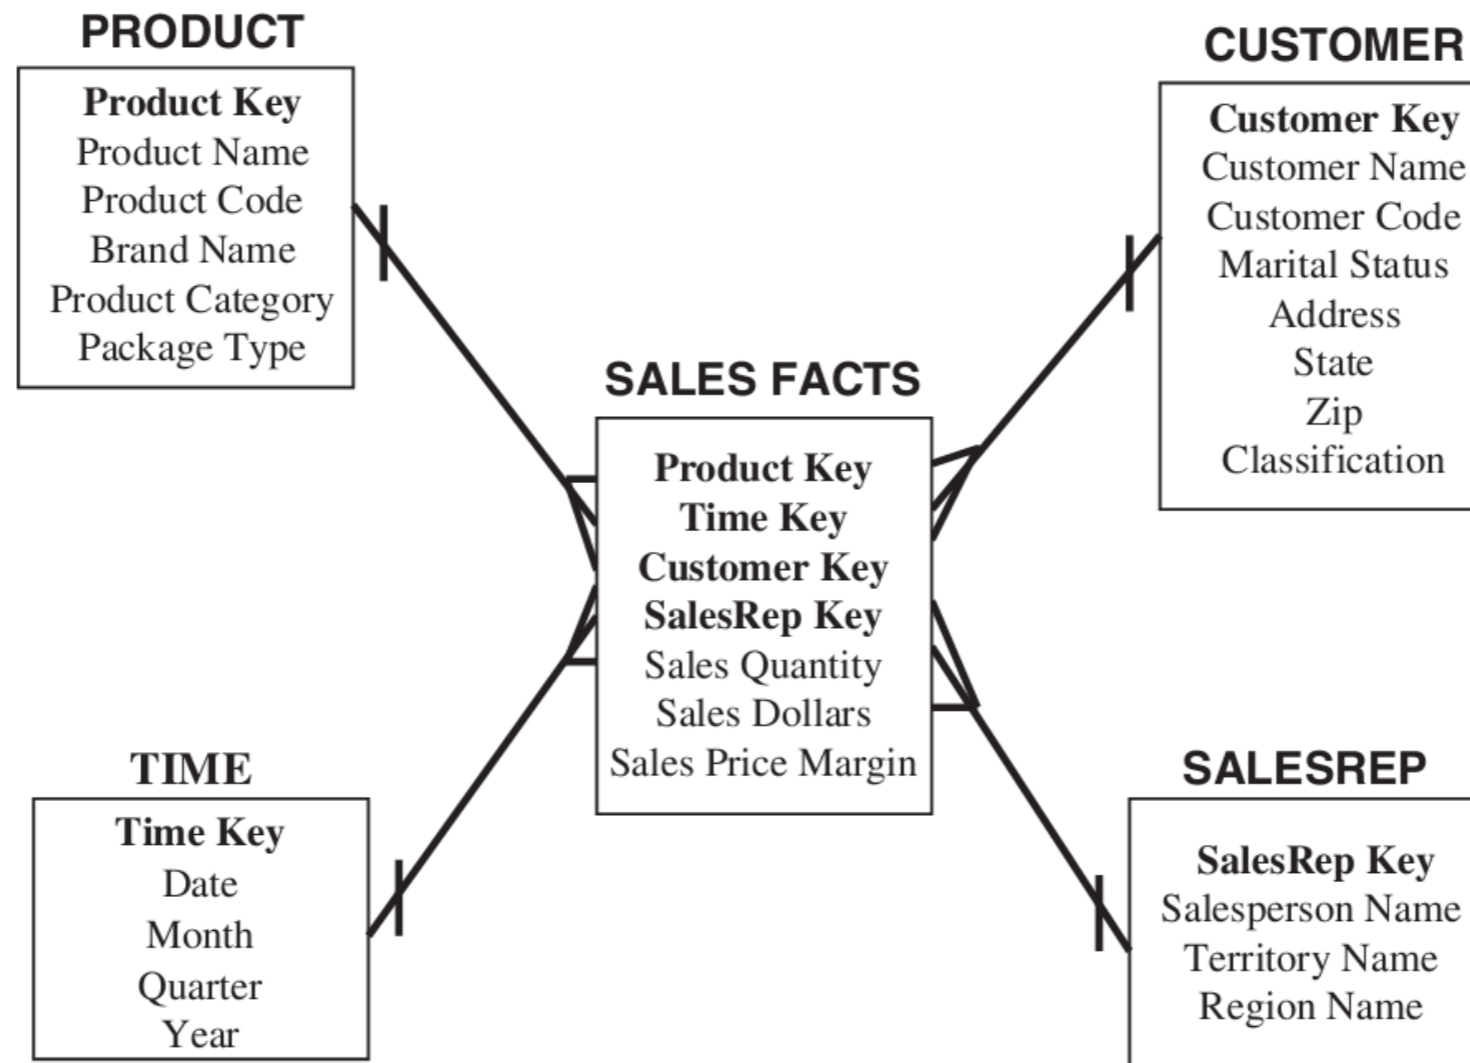 PRODUCT
Product Key
Product Name
Product Code
Brand Name
Product Category
Package Type
CUSTOMER
Customer Key
Customer Name
Customer Code
Marital Status
Address
State
Zip
Classification
SALES FACTS
Product Key
Time Key
Customer Key
SalesRep Key
Sales Quantity
Sales Dollars
Sales Price Margin
TIME
Time Key
Date
Month
Quarter
Year
SALESREP
SalesRep Key
Salesperson Name
Territory Name
Region Name